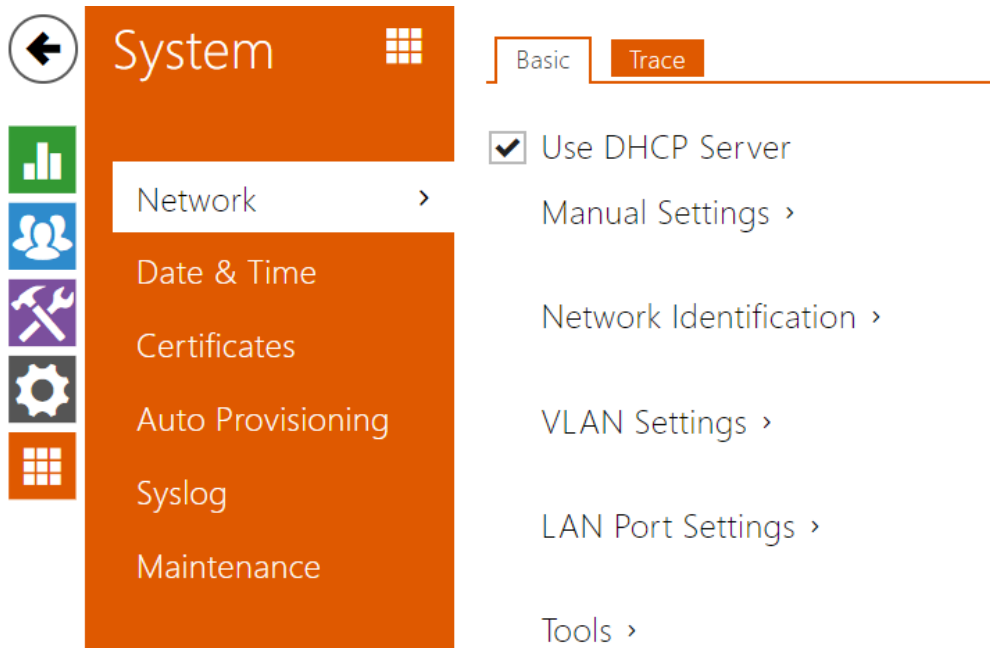 System
Network
Date & Time
Certificates
Auto Provisioning
Syslog
Maintenance
Basic
Trace
Use DHCP Server
Manual Settings
Network Identification
VLAN Settings
LAN Port Settings
Tools